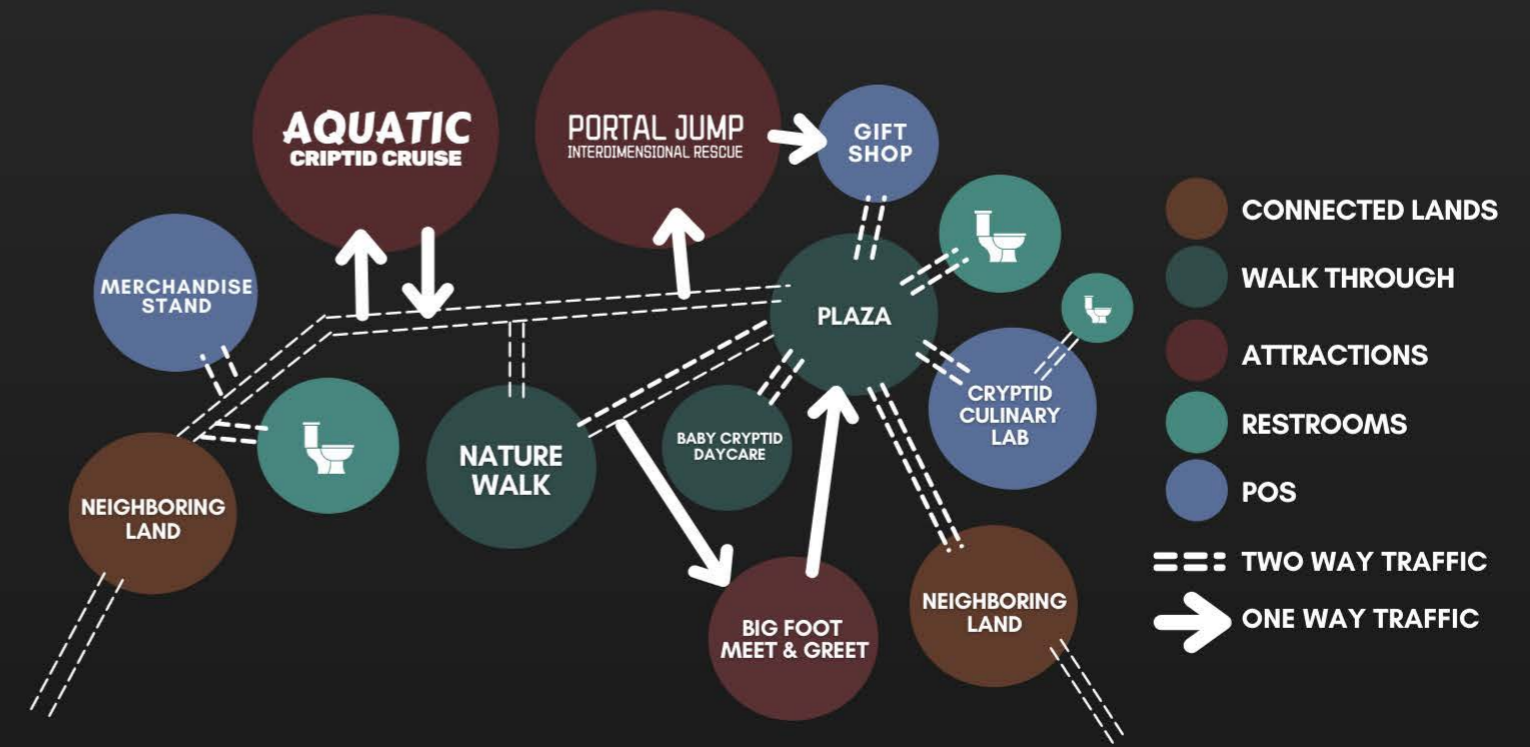 AQUATIC
CRIPTID CRUISE
PORTAL JUMP
INTERDIMENSIONAL RESCUE
GIFT
SHOP
MERCHANDISE
STAND
PLAZA
NEIGHBORING
LAND
NATURE
WALK
BABY CRYPTID
DAYCARE
CRYPTID
CULINARY
LAB
BIG FOOT
MEET & GREET
NEIGHBORING
LAND
CONNECTED LANDS
WALK THROUGH
ATTRACTIONS
RESTROOMS
POS
TWO WAY TRAFFIC
ONE WAY TRAFFIC